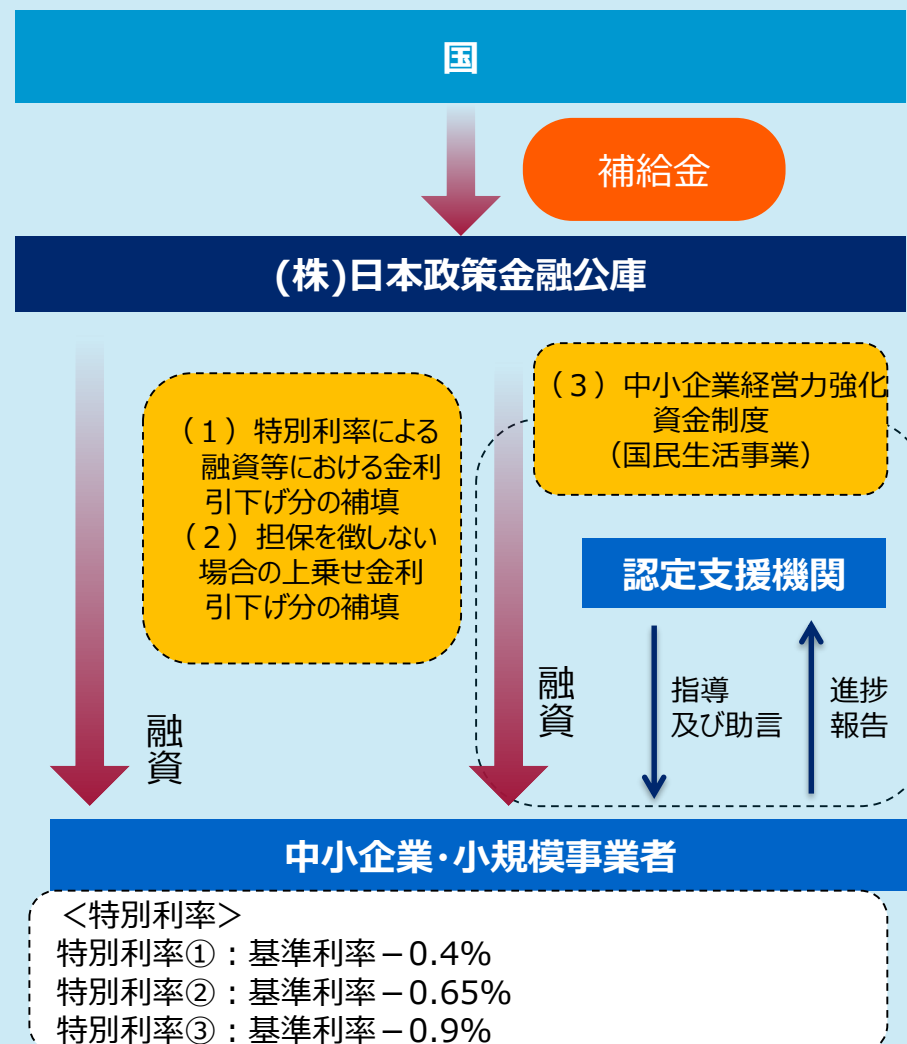 国
補給金
(株)日本政策金融公庫
(1)特別利率による
融資等における金利
引下げ分の補填
(2)担保を徴しない
場合の上乗せ金利
引下げ分の補填
(3)中小企業経営力強化
資金制度
(国民生活事業)
認定支援機関
融資
融資
指導
及び助言
進捗
報告
中小企業・小規模事業者
<特別利率>
特別利率①:基準利率-0.4%
特別利率②:基準利率-0.65%
特別利率③:基準利率-0.9%